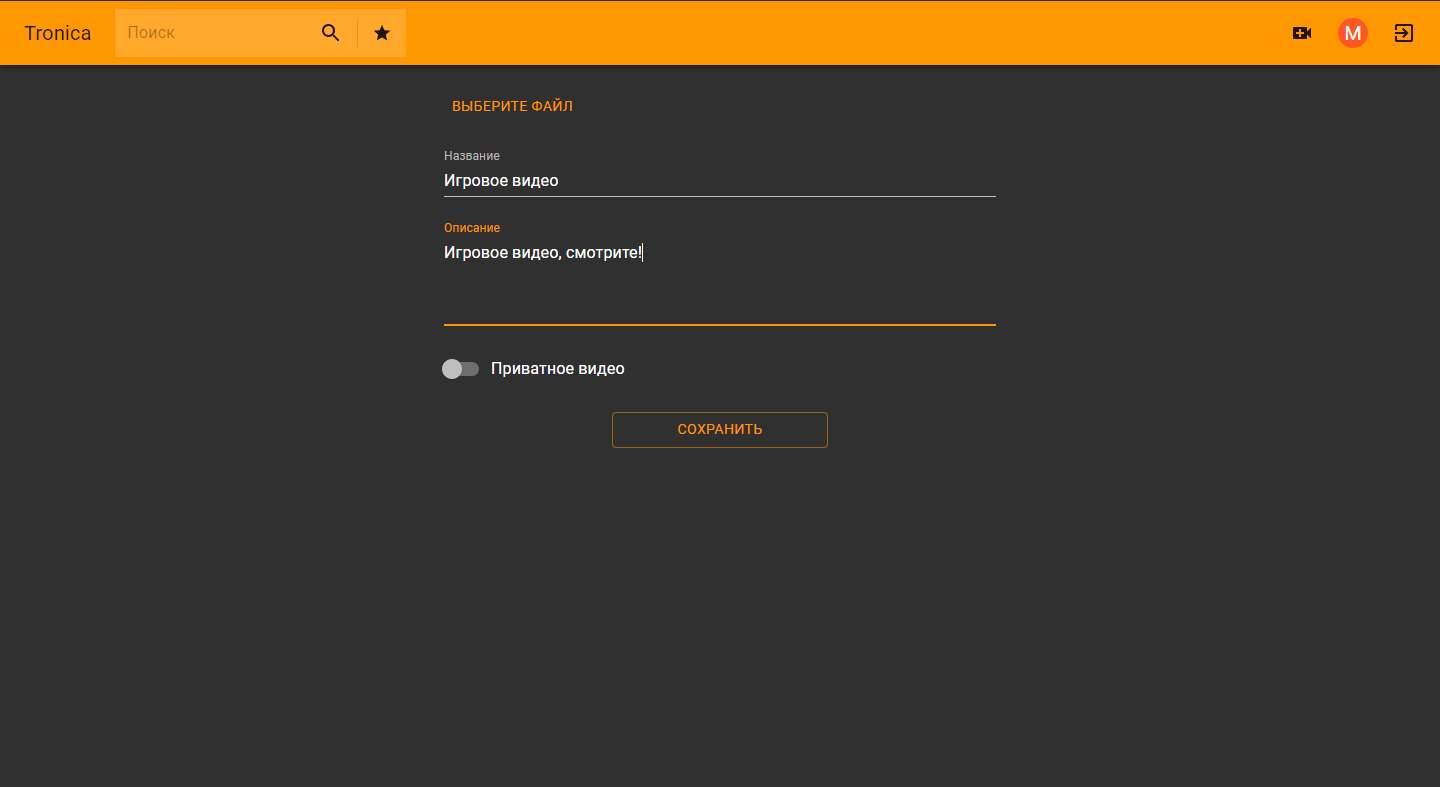 Tronica
Поиск
M
ВЫБЕРИТЕ ФАЙЛ
Название
Игровое видео
Описание
Игровое видео, смотрите!
Приватное видео
СОХРАНИТЬ